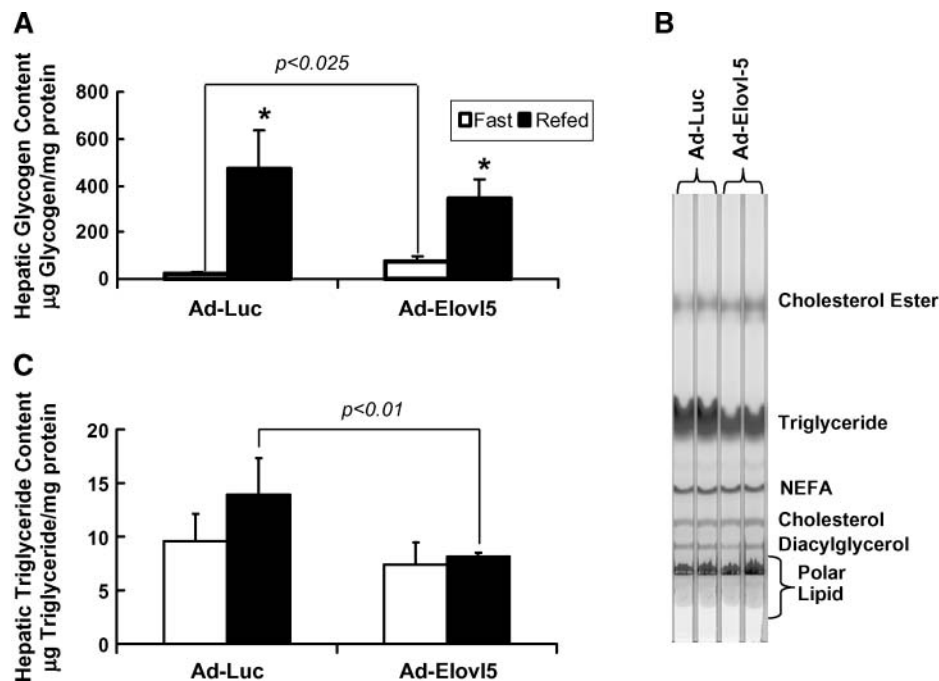 A
p<0.025
Hepatic Glycogen Content
µg Glycogen/mg protein
800
600
400
200
0
*
*
Fast Refed
Ad-Luc Ad-Elovl5
B
Ad-Luc
Ad-Elovl-5
Cholesterol Ester
Triglyceride
NEFA
Cholesterol
Diacylglycerol
Polar
Lipid
C
p<0.01
Hepatic Triglyceride Content
µg Triglyceride/mg protein
20
15
10
5
0
Ad-Luc Ad-Elovl5